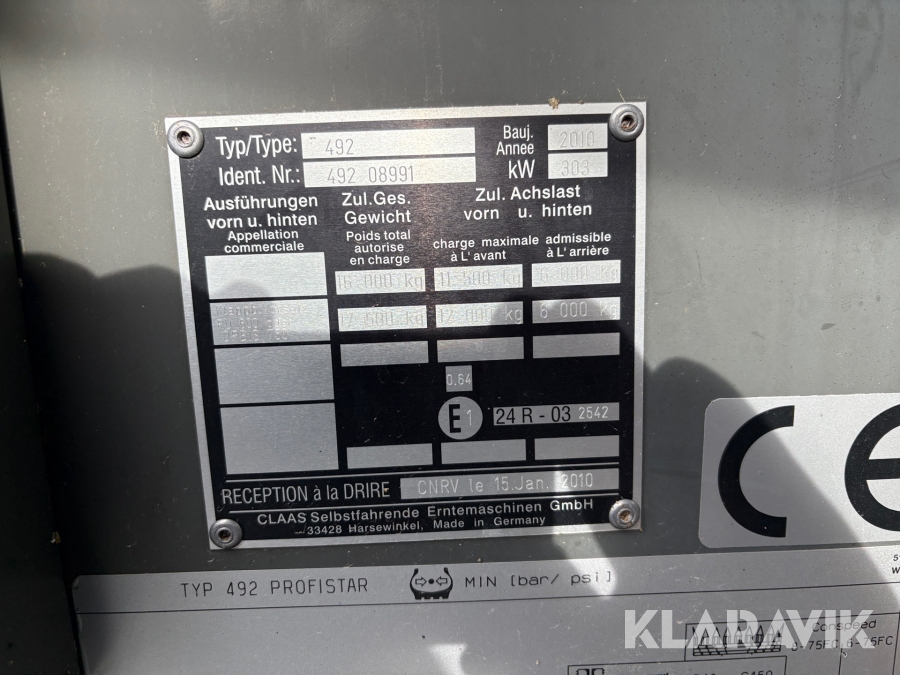 Typ/Type: 492
Bauj. Année 2010
Ident. Nr.: 492 08991
kW 303
Ausführungen vorn u. hinten
Appellation commerciale
Zul.Ges. Gewicht
Poids total autorise en charge
Zul. Achslast vorn u. hinten
charge maximale admissible
à L'avant à L'arrière
16 000 kg 11 500 kg 6 000 kg
17 500 kg 12 000 kg 8 000 kg
0.64
E1 24 R - 03 2542
RECEPTION à la DRIRE CNRV le 15.Jan. 2010
CLAAS Selbstfahrende Erntemaschinen GmbH
33428 Harsewinkel, Made in Germany
CE
TYP 492 PROFISTAR MIN [bar/ psi]
KLARAVIK
Conspeed
6-75FC